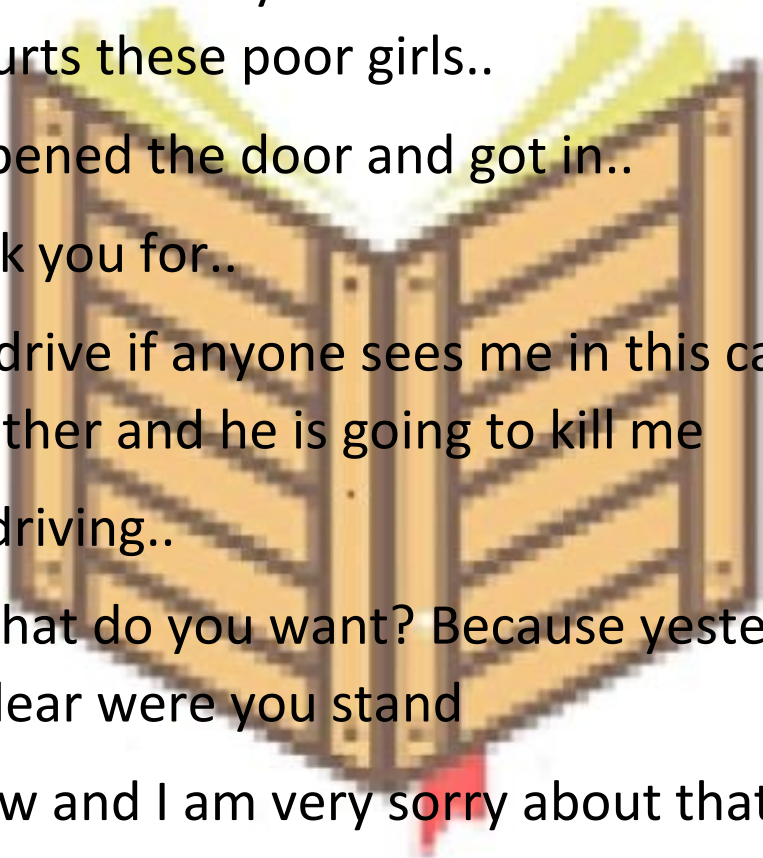 urts these poor girls..
pened the door and got in..
k you for..
drive if anyone sees me in this ca
ther and he is going to kill me
driving..
hat do you want? Because yeste
lear were you stand
w and I am very sorry about that